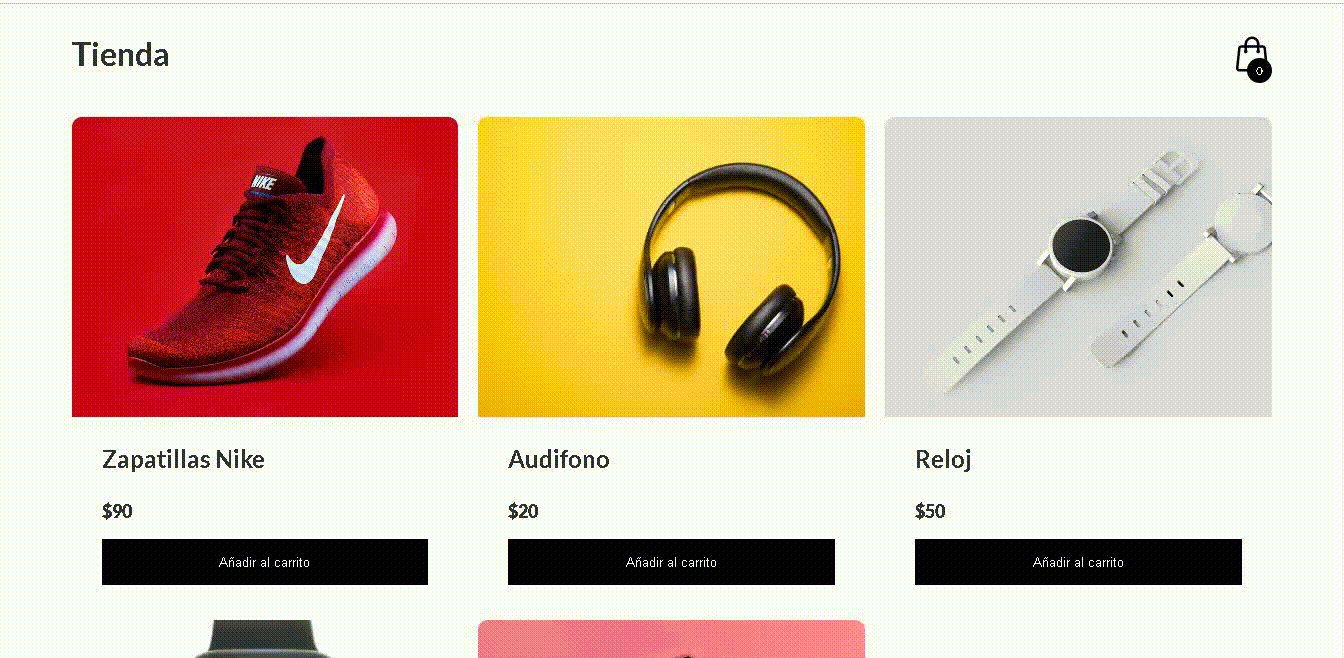 Tienda
0
NIKE
Zapatillas Nike
Audifono
Reloj
$90
$20
$50
Añadir al carrito
Añadir al carrito
Añadir al carrito